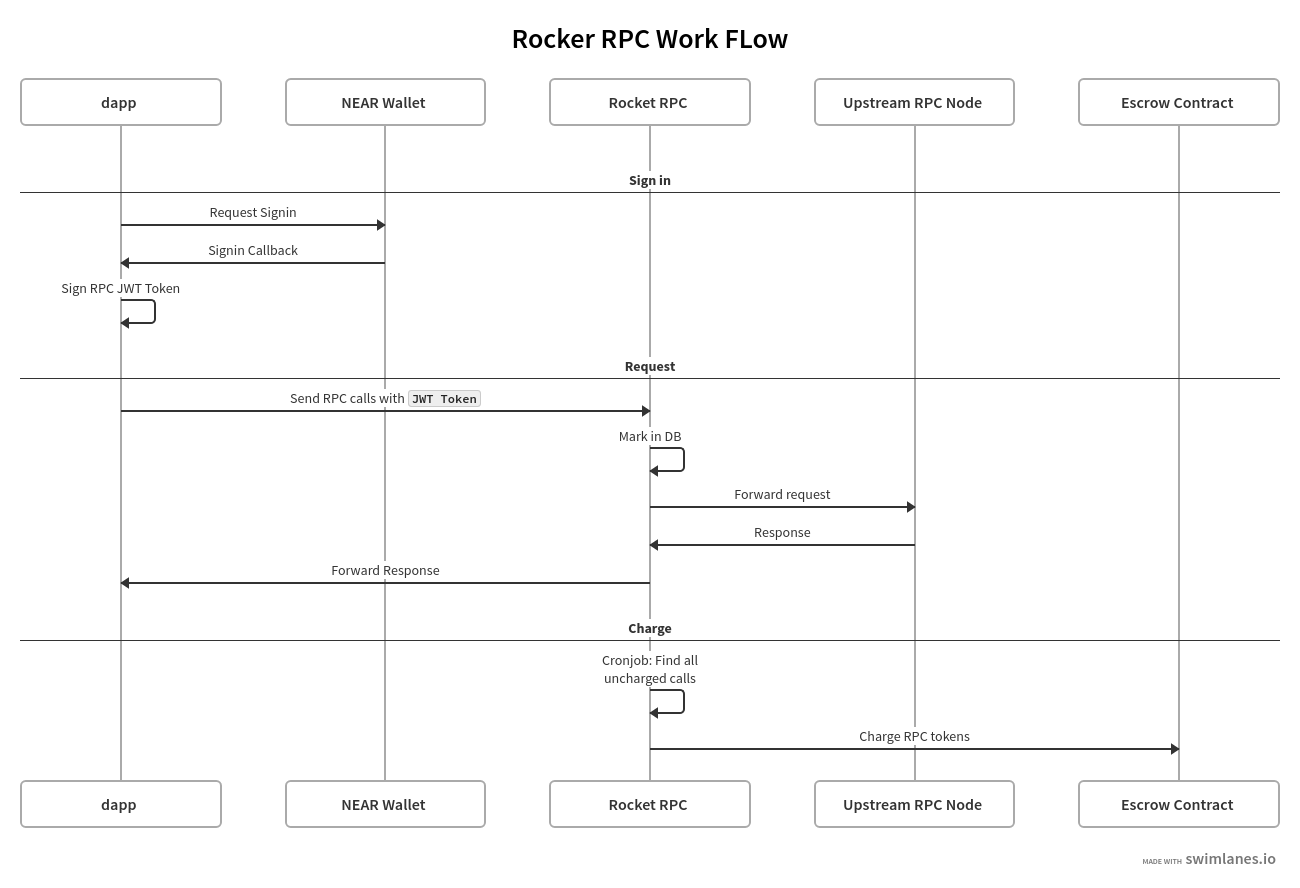 Rocker RPC Work FLow
dapp
NEAR Wallet
Rocket RPC
Upstream RPC Node
Escrow Contract
Sign in
Request Signin
Signin Callback
Sign RPC JWT Token
Request
Send RPC calls with JWT Token
Mark in DB
Forward request
Response
Forward Response
Charge
Cronjob: Find all
uncharged calls
Charge RPC tokens
dapp
NEAR Wallet
Rocket RPC
Upstream RPC Node
Escrow Contract
MADE WITH swimlanes.io